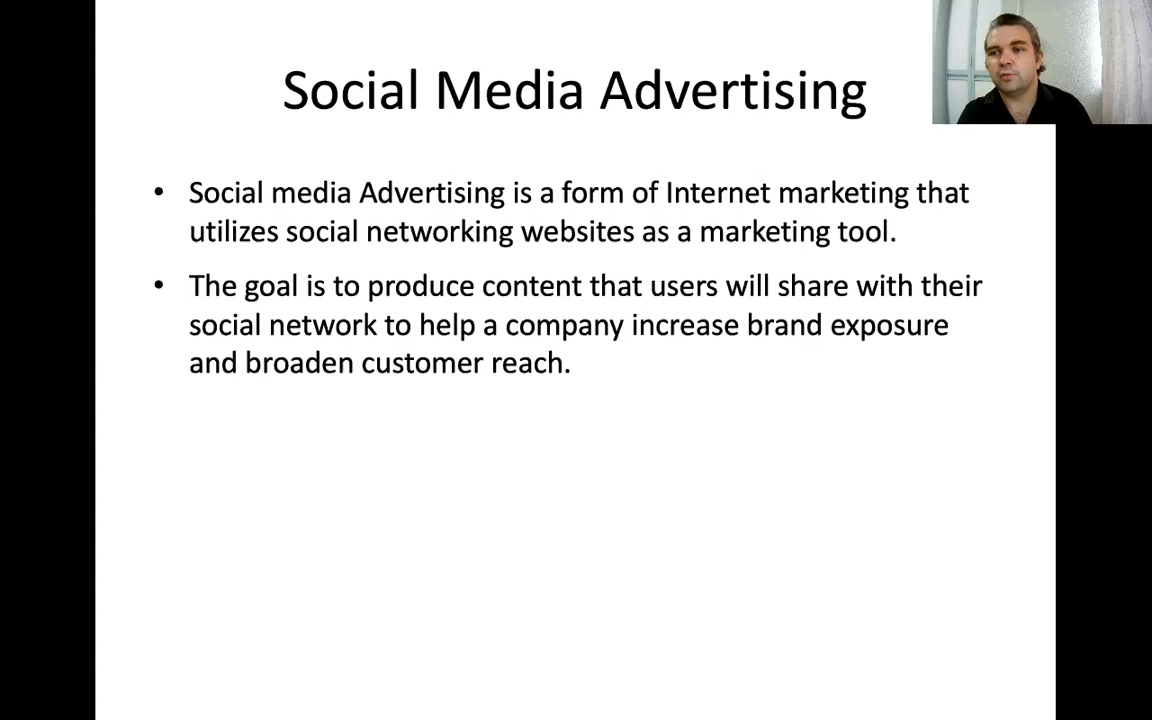 Social Media Advertising
• Social media Advertising is a form of Internet marketing that
utilizes social networking websites as a marketing tool.
• The goal is to produce content that users will share with their
social network to help a company increase brand exposure
and broaden customer reach.